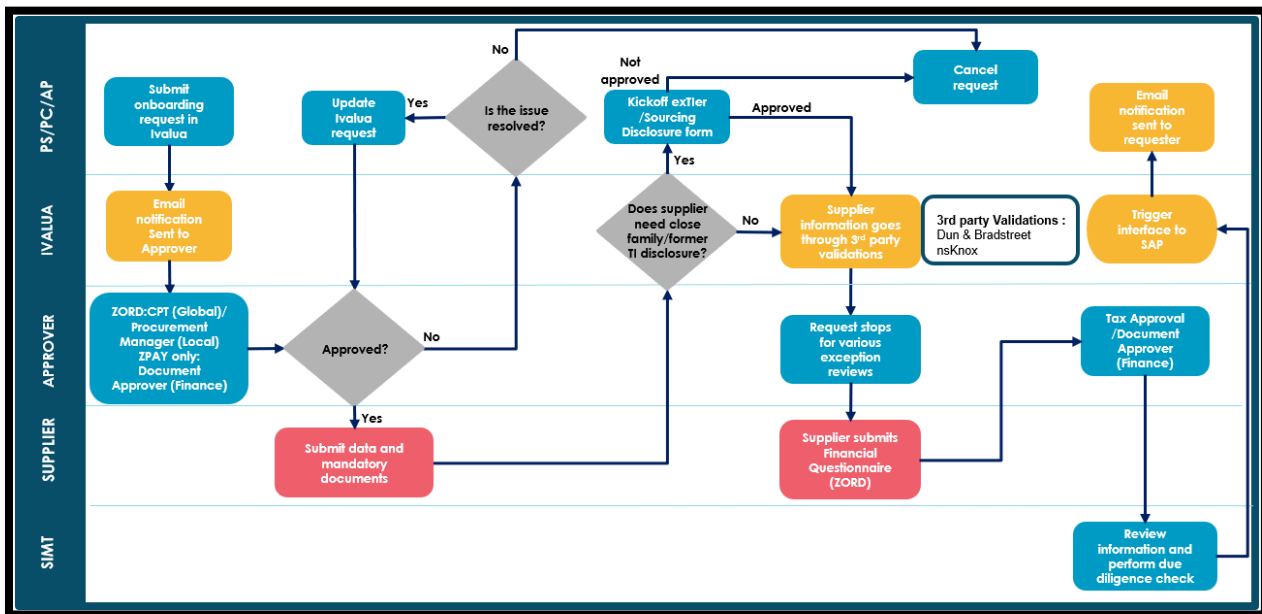 PS/PC/AP
Submit
onboarding
request in
Ivalua
Update
Ivalua
request
Yes
Is the issue
resolved?
No
Not
approved
Kickoff exTIer
/Sourcing
Disclosure form
Approved
Cancel
request
Email
notification
sent to
requester
IVALUA
Email
notification
Sent to
Approver
Yes
Does supplier
need close
family/former
TI disclosure?
No
Supplier
information goes
through 3rd party
validations
3rd party Validations :
Dun & Bradstreet
nsKnox
Trigger
interface to
SAP
APPROVER
ZORD:CPT (Global)/
Procurement
Manager (Local)
ZPAY only:
Document
Approver (Finance)
Approved?
No
Request stops
for various
exception
reviews
Tax Approval
/Document
Approver
(Finance)
SUPPLIER
Yes
Submit data and
mandatory
documents
Supplier submits
Financial
Questionnaire
(ZORD)
SIMT
Review
information and
perform due
diligence check